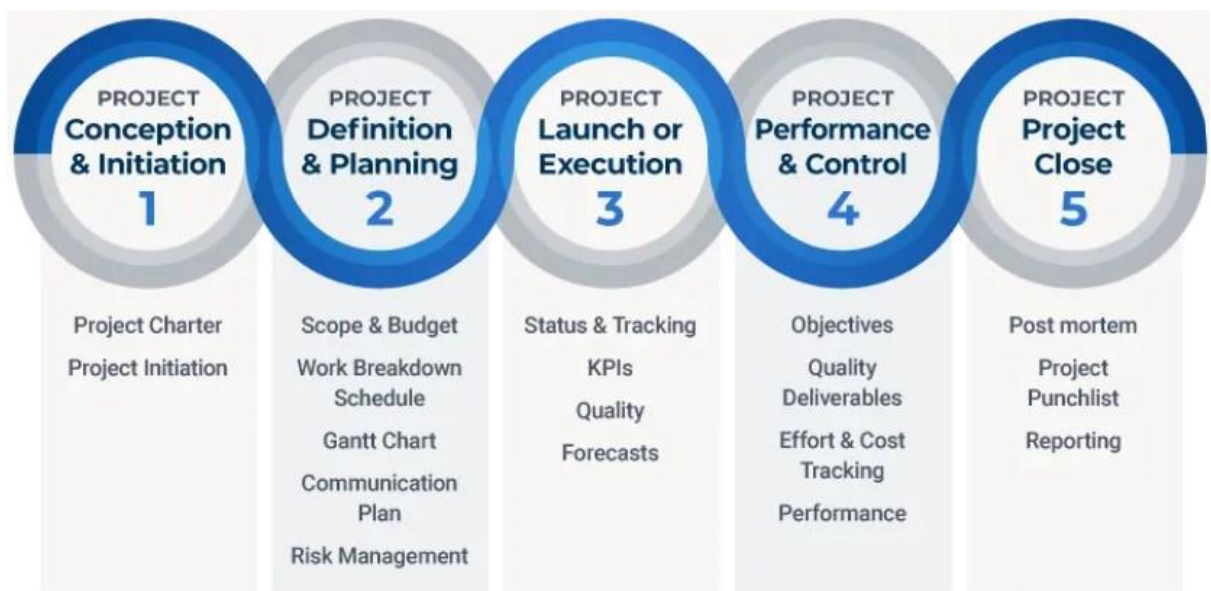 PROJECT
Conception
& Initiation
1
PROJECT
Definition
& Planning
2
PROJECT
Launch or
Execution
3
PROJECT
Performance
& Control
4
PROJECT
Project
Close
5
Project Charter
Project Initiation
Scope & Budget
Work Breakdown
Schedule
Gantt Chart
Communication
Plan
Risk Management
Status & Tracking
KPIs
Quality
Forecasts
Objectives
Quality
Deliverables
Effort & Cost
Tracking
Performance
Post mortem
Project
Punchlist
Reporting